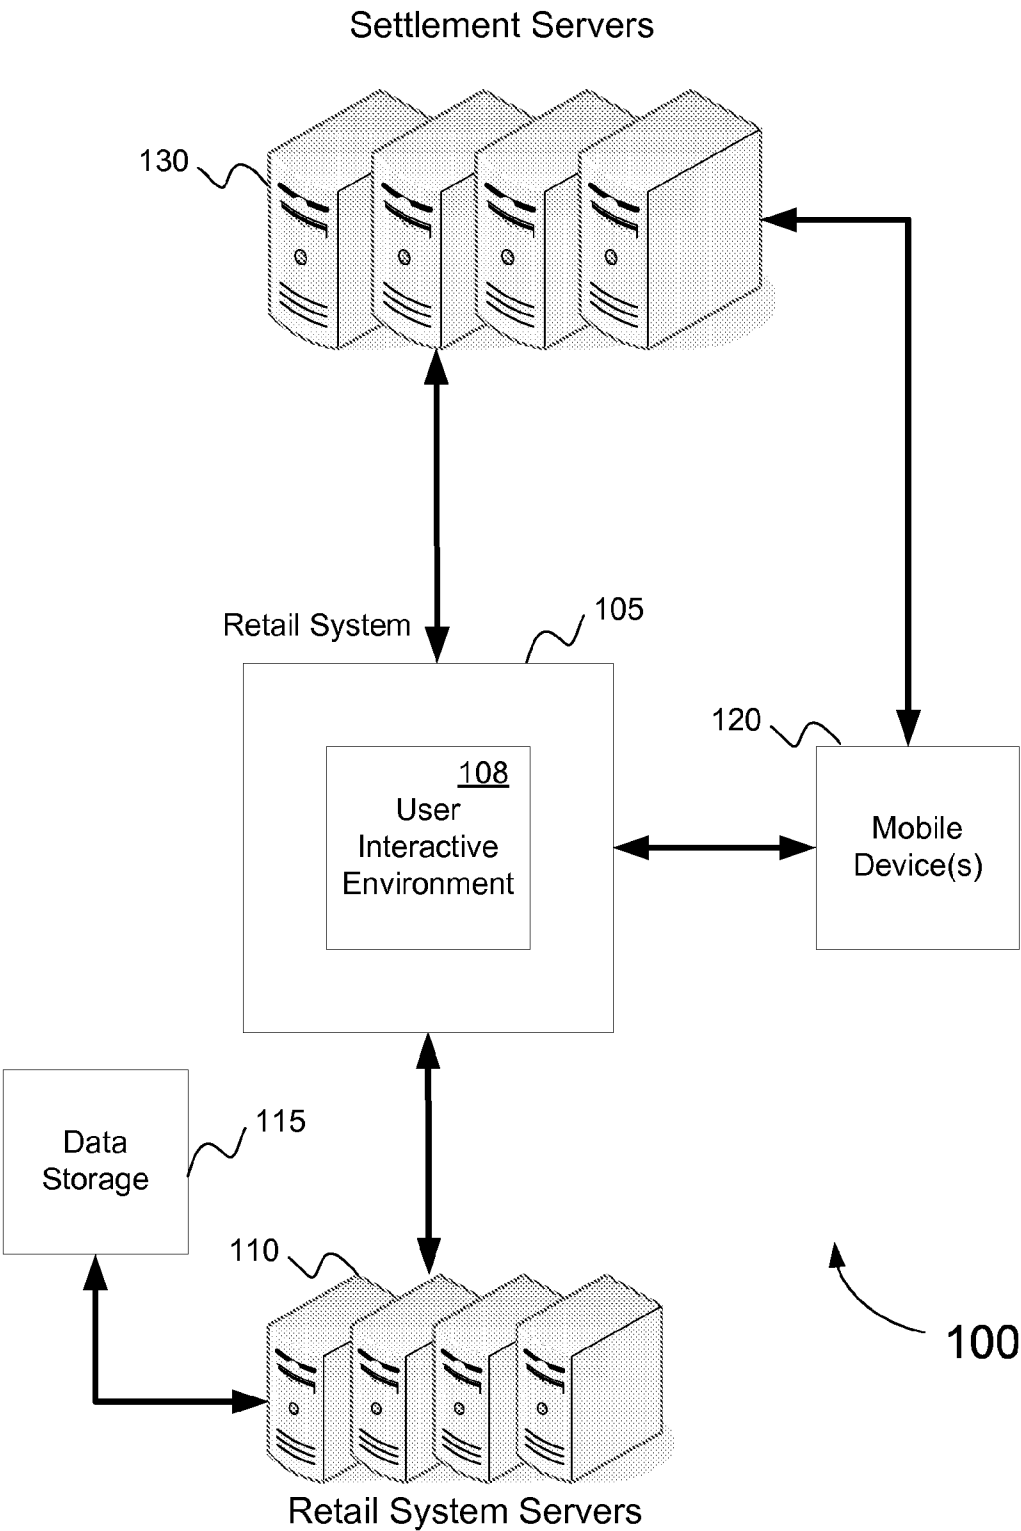 Settlement Servers
130
Retail System
105
120
108
User
Interactive
Environment
Mobile
Device(s)
Data
Storage
115
110
100
Retail System Servers